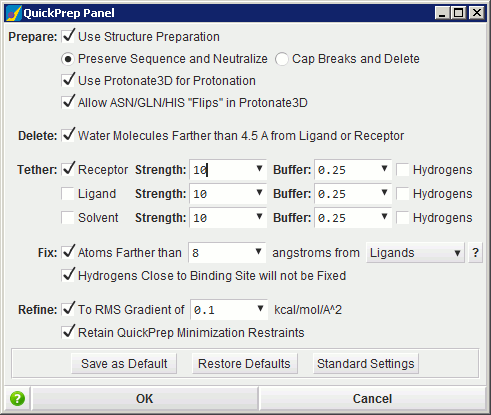 QuickPrep Panel
Prepare: Use Structure Preparation
Preserve Sequence and Neutralize Cap Breaks and Delete
Use Protonate3D for Protonation
Allow ASN/GLN/HIS "Flips" in Protonate3D
Delete: Water Molecules Farther than 4.5 A from Ligand or Receptor
Tether: Receptor Strength: 10 Buffer: 0.25 Hydrogens
Ligand Strength: 10 Buffer: 0.25 Hydrogens
Solvent Strength: 10 Buffer: 0.25 Hydrogens
Fix: Atoms Farther than 8 angstroms from Ligands ?
Hydrogens Close to Binding Site will not be Fixed
Refine: To RMS Gradient of 0.1 kcal/mol/A^2
Retain QuickPrep Minimization Restraints
Save as Default Restore Defaults Standard Settings
? OK Cancel